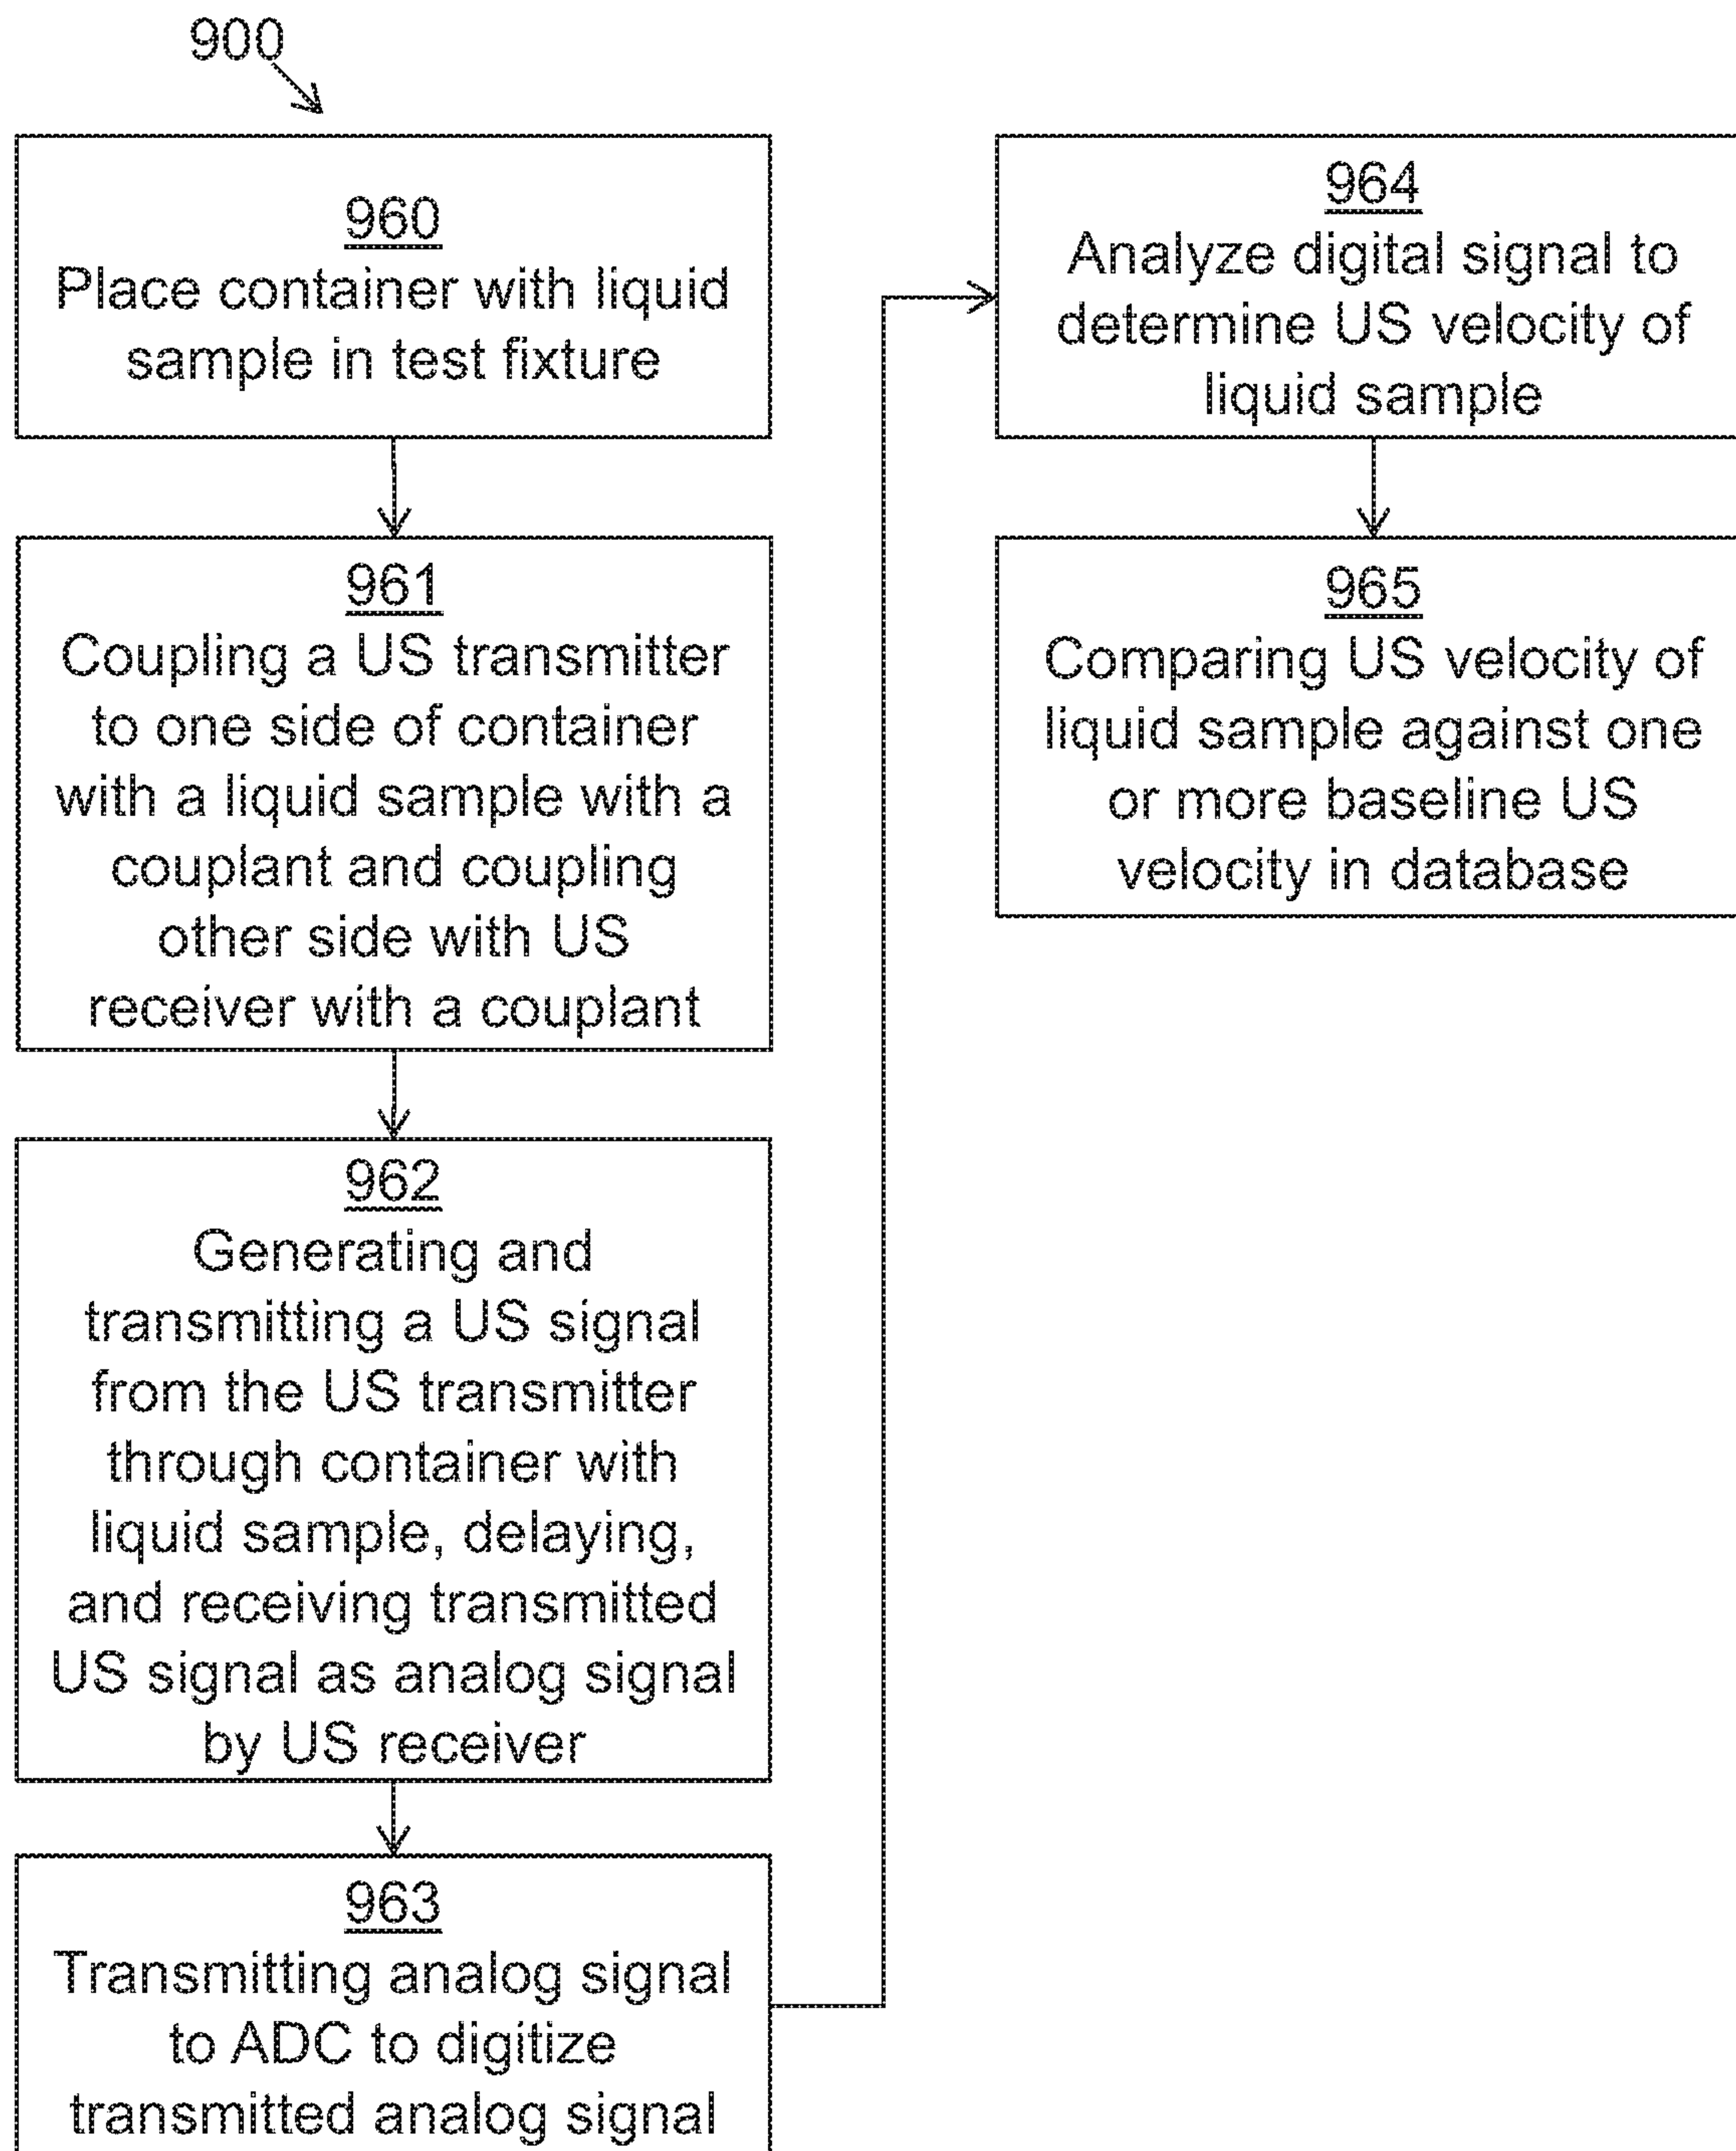 900
960
Place container with liquid
sample in test fixture
961
Coupling a US transmitter
to one side of container
with a liquid sample with a
couplant and coupling
other side with US
receiver with a couplant
962
Generating and
transmitting a US signal
from the US transmitter
through container with
liquid sample, delaying,
and receiving transmitted
US signal as analog signal
by US receiver
963
Transmitting analog signal
to ADC to digitize
transmitted analog signal
964
Analyze digital signal to
determine US velocity of
liquid sample
965
Comparing US velocity of
liquid sample against one
or more baseline US
velocity in database